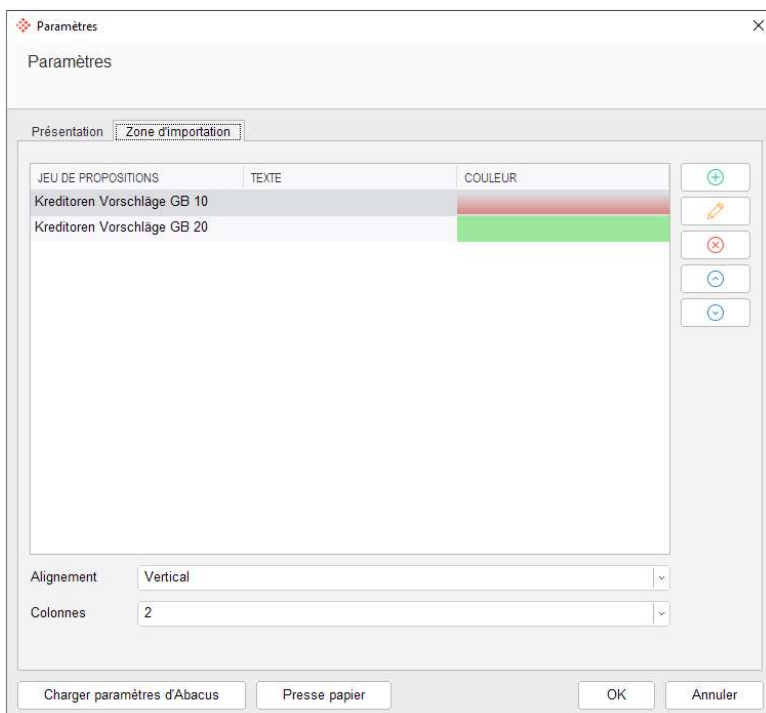 Paramètres
Paramètres
Présentation Zone d'importation
JEU DE PROPOSITIONS TEXTE COULEUR
Kreditoren Vorschläge GB 10
Kreditoren Vorschläge GB 20
Alignement Vertical
Colonnes 2
Charger paramètres d'Abacus Presse papier OK Annuler